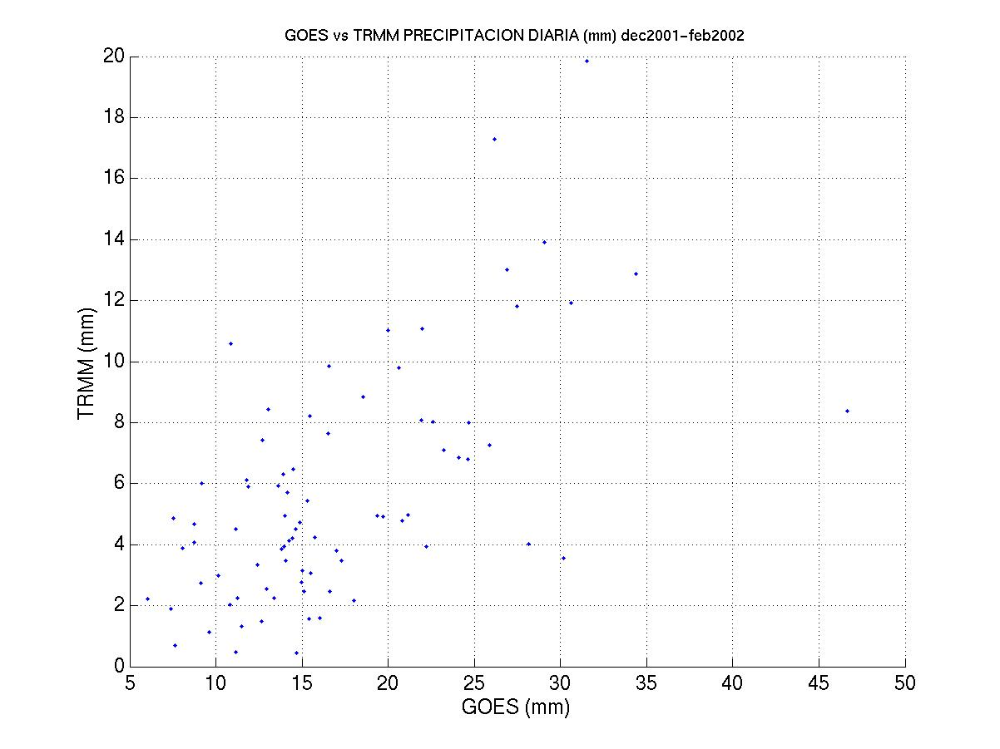 GOES vs TRMM PRECIPITACION DIARIA (mm) dec2001-feb2002
20
18
16
14
12
10
8
6
4
2
0
TRMM (mm)
5 10 15 20 25 30 35 40 45 50
GOES (mm)